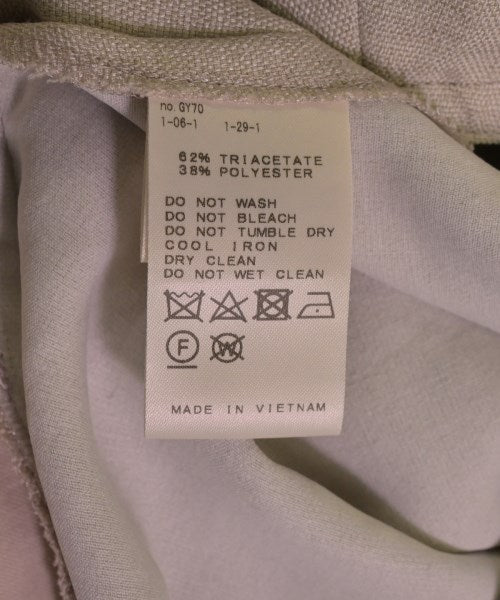 no. GY70
1-06-1 1-29-1
62% TRIACETATE
38% POLYESTER
DO NOT WASH
DO NOT BLEACH
DO NOT TUMBLE DRY
COOL IRON
DRY CLEAN
DO NOT WET CLEAN
F W
MADE IN VIETNAM